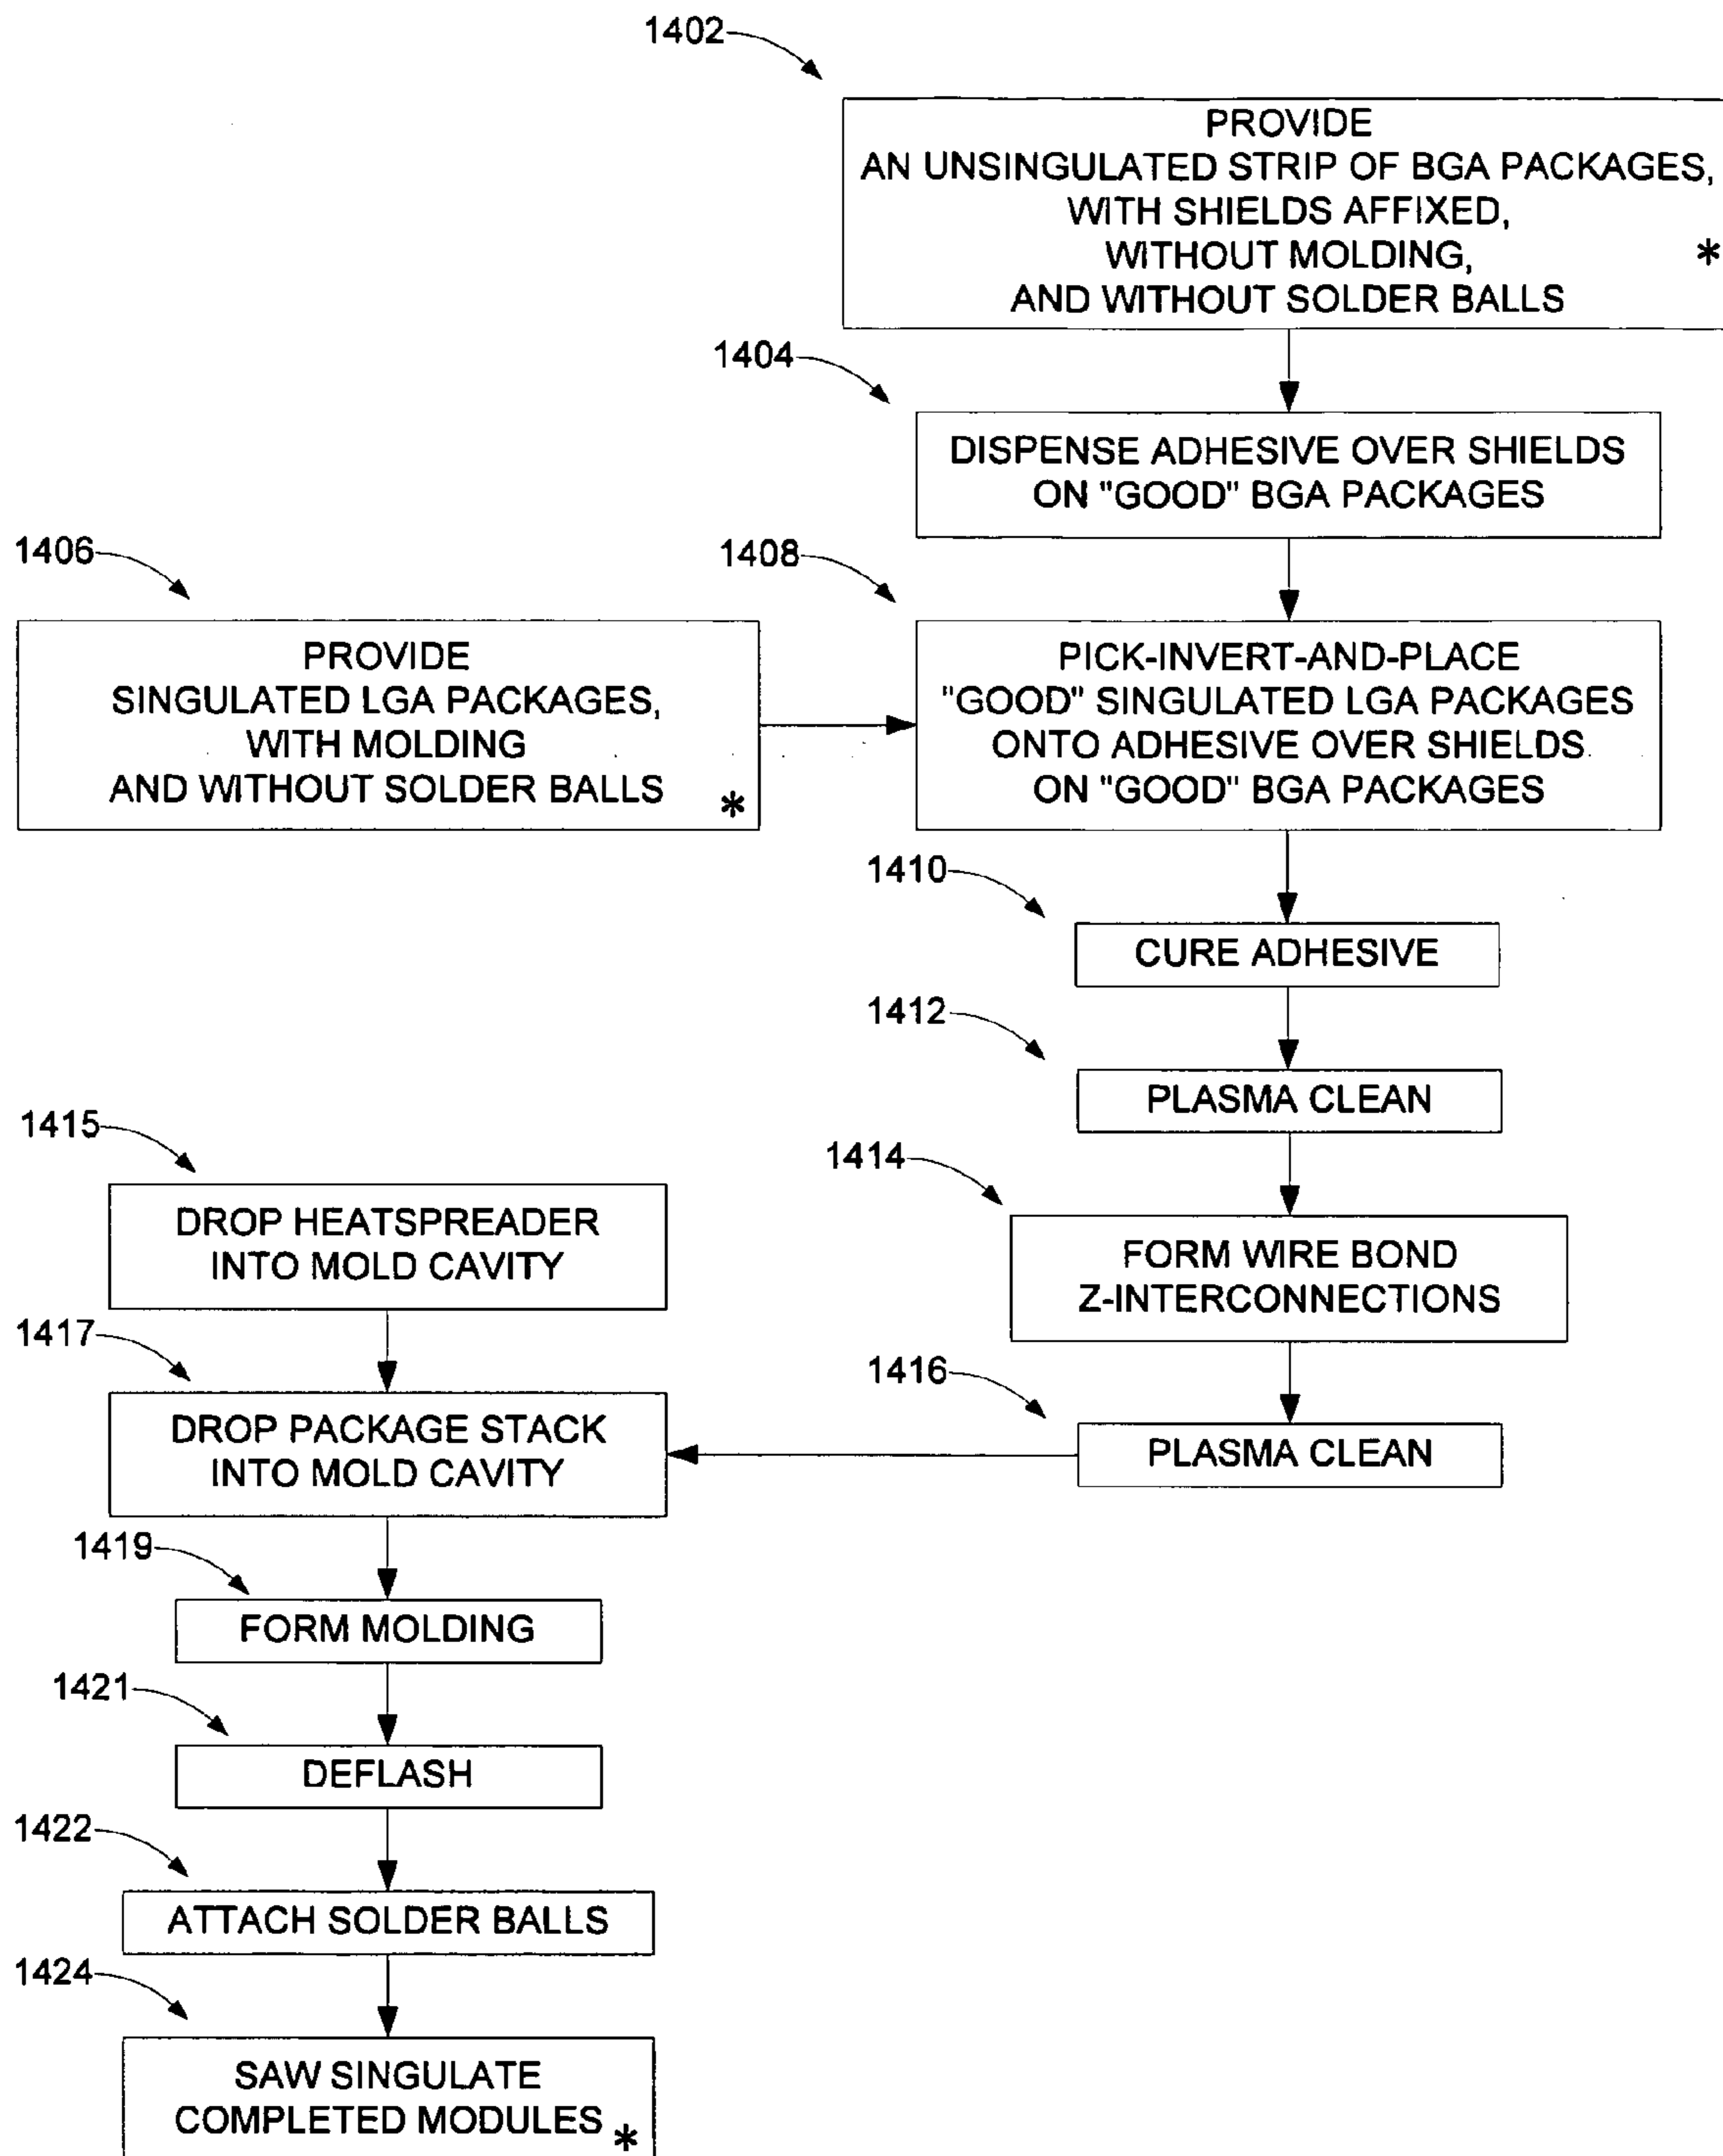 1402
PROVIDE
AN UNSINGULATED STRIP OF BGA PACKAGES,
WITH SHIELDS AFFIXED,
WITHOUT MOLDING,
*
AND WITHOUT SOLDER BALLS
1404
DISPENSE ADHESIVE OVER SHIELDS
ON "GOOD" BGA PACKAGES
1406
PROVIDE
SINGULATED LGA PACKAGES,
WITH MOLDING
AND WITHOUT SOLDER BALLS
*
1408
PICK-INVERT-AND-PLACE
"GOOD" SINGULATED LGA PACKAGES
ONTO ADHESIVE OVER SHIELDS
ON "GOOD" BGA PACKAGES
1410
CURE ADHESIVE
1412
PLASMA CLEAN
1414
FORM WIRE BOND
Z-INTERCONNECTIONS
1416
PLASMA CLEAN
1415
DROP HEATSPREADER
INTO MOLD CAVITY
1417
DROP PACKAGE STACK
INTO MOLD CAVITY
1419
FORM MOLDING
1421
DEFLASH
1422
ATTACH SOLDER BALLS
1424
SAW SINGULATE
COMPLETED MODULES
*